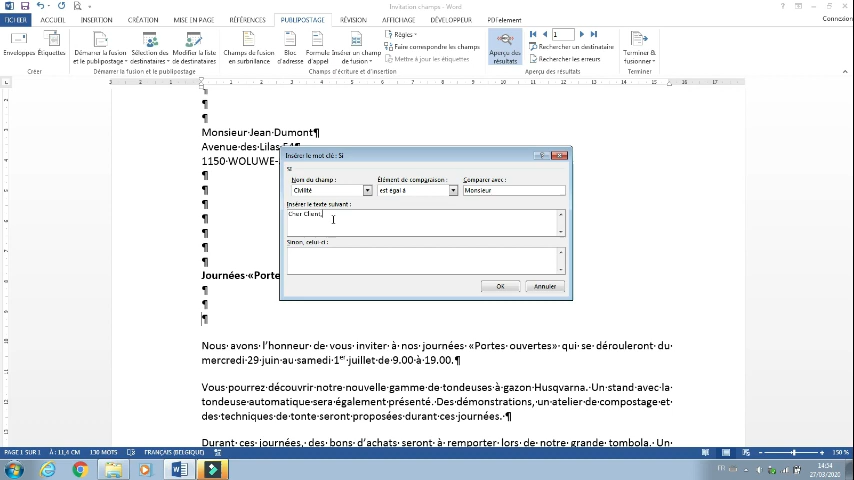 Invitation champs - Word
Connexion
FICHIER ACCUEIL INSERTION CRÉATION MISE EN PAGE RÉFÉRENCES PUBLIPOSTAGE RÉVISION AFFICHAGE DÉVELOPPEUR PDFelement
Enveloppes Étiquettes
Démarrer la fusion et le publipostage
Sélection des destinataires
Modifier la liste de destinataires
Champs de fusion en surbrillance
Bloc d'adresse
Formule d'appel
Insérer un champ de fusion
Règles
Faire correspondre les champs
Mettre à jour les étiquettes
Aperçu des résultats
1
Rechercher un destinataire
Rechercher les erreurs
Terminer & fusionner
Créer Démarrer la fusion et le publipostage Champs d'écriture et d'insertion Aperçu des résultats Terminer
¶
¶
¶
Monsieur·Jean·Dumont¶
Avenue·des·Lilas·54¶
1150·WOLUWE-
¶
¶
¶
¶
¶
¶
¶
Journées·«Porte
¶
¶
¶
Insérer le mot clé : Si
SI
Nom du champ : Élément de comparaison : Comparer avec :
Civilité est égal à Monsieur
Insérer le texte suivant :
Cher Client,
Sinon, celui-ci :
OK Annuler
Nous·avons·l'honneur·de·vous·inviter·à·nos·journées·«Portes·ouvertes»·qui·se·dérouleront·du·
mercredi·29·juin·au·samedi·1er·juillet·de·9.00·à·19.00.¶
Vous·pourrez·découvrir·notre·nouvelle·gamme·de·tondeuses·à·gazon·Husqvarna.·Un·stand·avec·la·
tondeuse·automatique·sera·également·présenté.·Des·démonstrations,·un·atelier·de·compostage·et·
des·techniques·de·tonte·seront·proposées·durant·ces·journées.·¶
Durant·ces·journées,·des·bons·d'achats·seront·à·remporter·lors·de·notre·grande·tombola.·Un·
PAGE 1 SUR 1 À : 11,4 CM 130 MOTS FRANÇAIS (BELGIQUE) 150 %
14:34
27/03/2020